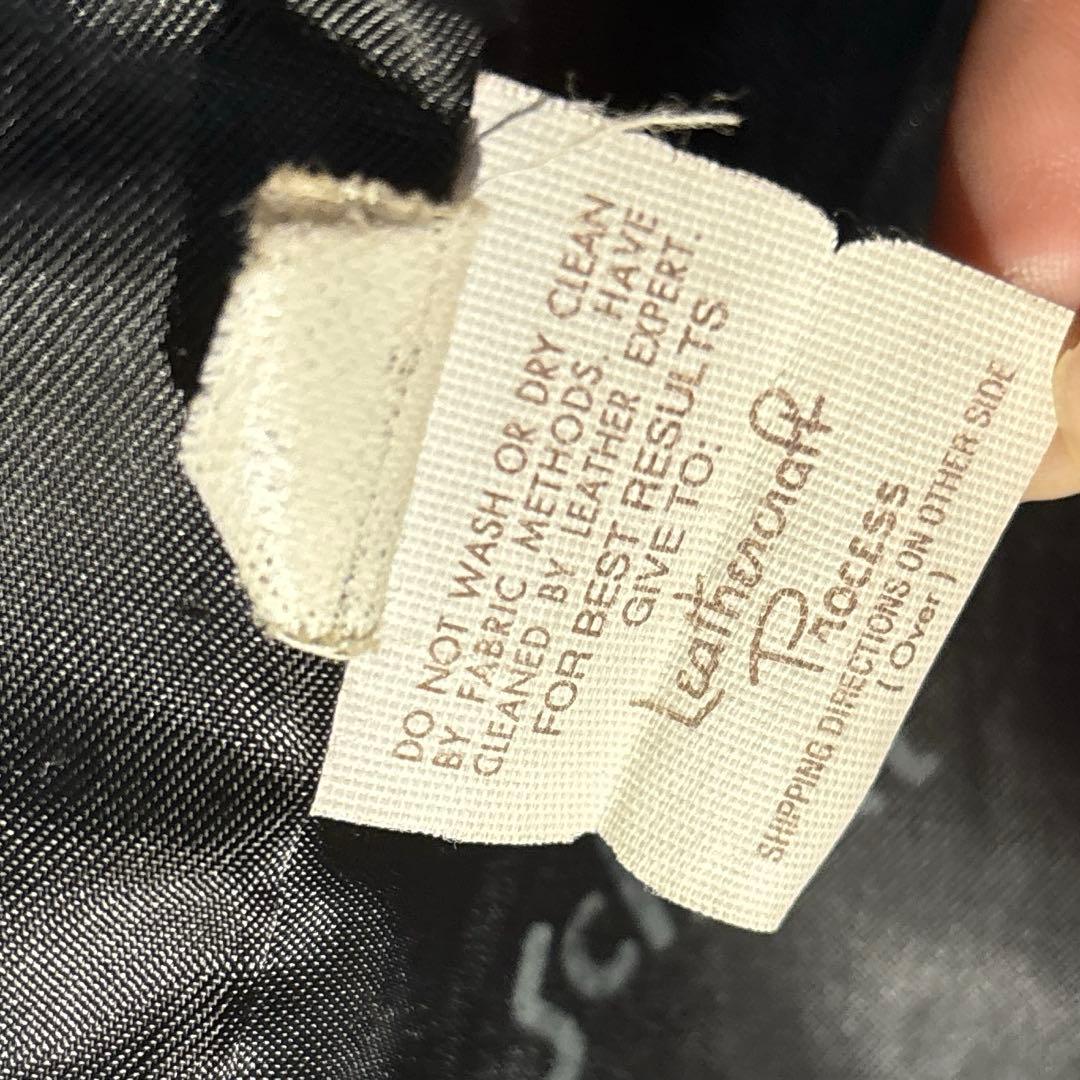 DO NOT WASH OR DRY CLEAN
BY FABRIC METHODS. HAVE
CLEANED BY LEATHER EXPERT.
FOR BEST RESULTS
GIVE TO:
Leathercraft
Process
SHIPPING DIRECTIONS ON OTHER SIDE
(Over)